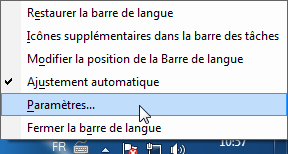 Restaurer la barre de langue
Icônes supplémentaires dans la barre des tâches
Modifier la position de la Barre de langue
Ajustement automatique
Paramètres...
Fermer la barre de langue
FR
10:57